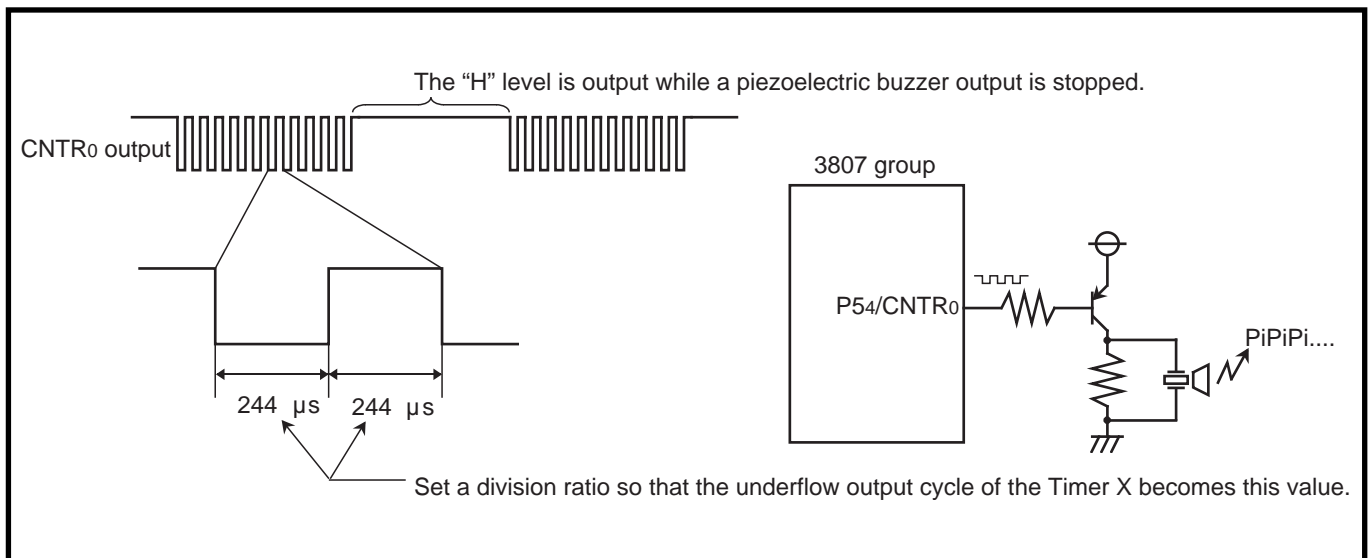 The “H” level is output while a piezoelectric buzzer output is stopped.
CNTR0 output
3807 group
P54/CNTR0
PiPiPi....
244 µs 244 µs
Set a division ratio so that the underflow output cycle of the Timer X becomes this value.